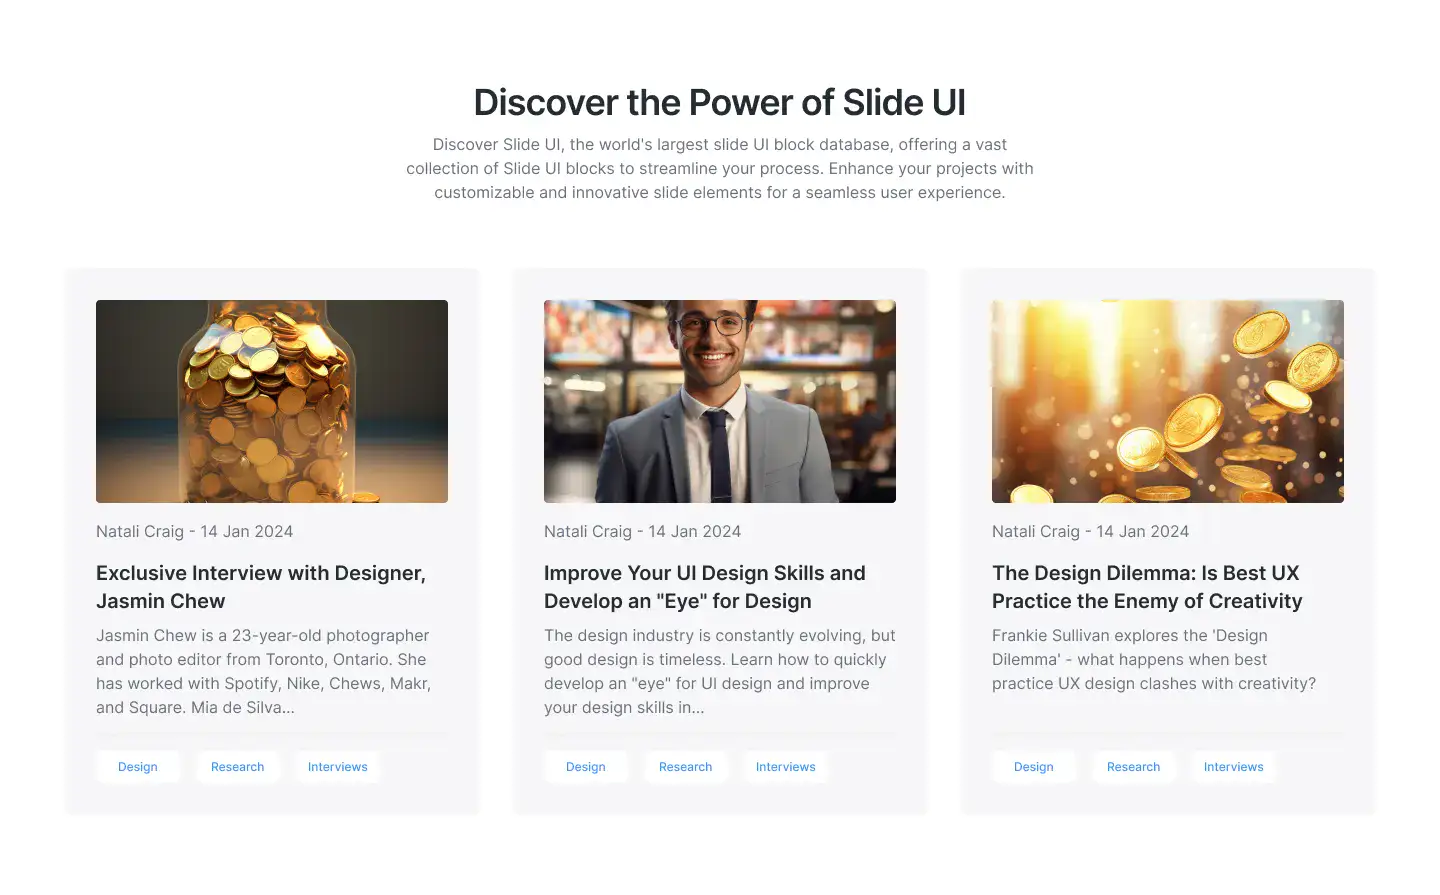 Discover the Power of Slide UI
Discover Slide UI, the world's largest slide UI block database, offering a vast
collection of Slide UI blocks to streamline your process. Enhance your projects with
customizable and innovative slide elements for a seamless user experience.
Natali Craig - 14 Jan 2024
Exclusive Interview with Designer,
Jasmin Chew
Jasmin Chew is a 23-year-old photographer
and photo editor from Toronto, Ontario. She
has worked with Spotify, Nike, Chews, Makr,
and Square. Mia de Silva...
Design
Research
Interviews
Natali Craig - 14 Jan 2024
Improve Your UI Design Skills and
Develop an "Eye" for Design
The design industry is constantly evolving, but
good design is timeless. Learn how to quickly
develop an "eye" for UI design and improve
your design skills in...
Design
Research
Interviews
Natali Craig - 14 Jan 2024
The Design Dilemma: Is Best UX
Practice the Enemy of Creativity
Frankie Sullivan explores the 'Design
Dilemma' - what happens when best
practice UX design clashes with creativity?
Design
Research
Interviews